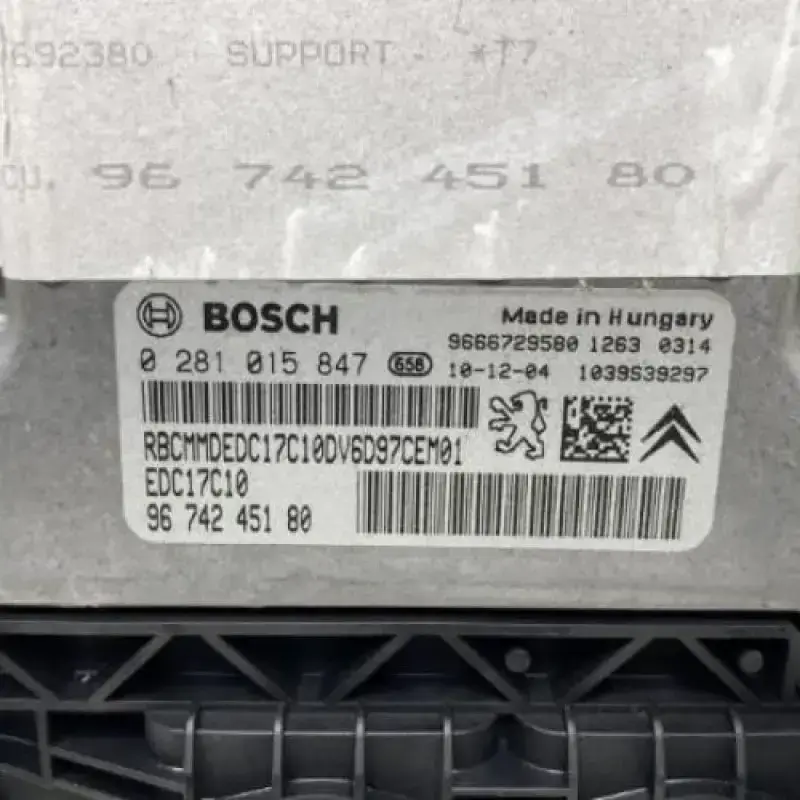 692380 SUPPORT - *T7
CU. 96 742 451 80
BOSCH
Made in Hungary
0 281 015 847 658
9666729580 1263 0314
10-12-04 1039S39297
RBCMMDEDC17C10DV6D97CEM01
EDC17C10
96 742 451 80